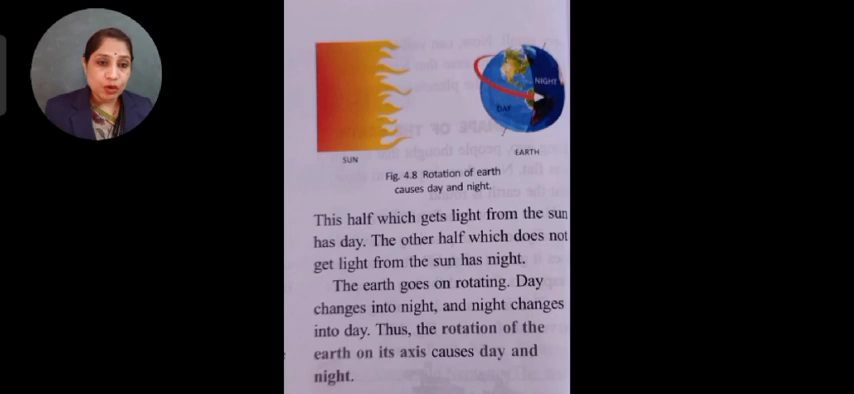 NIGHT
DAY
SUN
EARTH
Fig. 4.8 Rotation of earth
causes day and night.
This half which gets light from the sun
has day. The other half which does not
get light from the sun has night.
The earth goes on rotating. Day
changes into night, and night changes
into day. Thus, the rotation of the
earth on its axis causes day and
night.